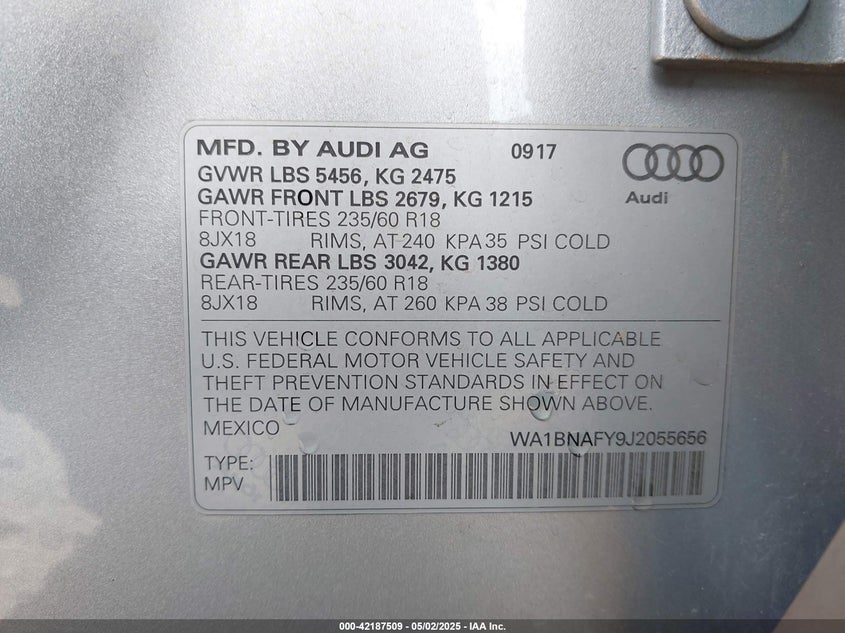 MFD. BY AUDI AG 0917
GVWR LBS 5456, KG 2475
GAWR FRONT LBS 2679, KG 1215
Audi
FRONT-TIRES 235/60 R18
8JX18 RIMS, AT 240 KPA 35 PSI COLD
GAWR REAR LBS 3042, KG 1380
REAR-TIRES 235/60 R18
8JX18 RIMS, AT 260 KPA 38 PSI COLD
THIS VEHICLE CONFORMS TO ALL APPLICABLE
U.S. FEDERAL MOTOR VEHICLE SAFETY AND
THEFT PREVENTION STANDARDS IN EFFECT ON
THE DATE OF MANUFACTURE SHOWN ABOVE.
MEXICO
WA1BNAFY9J2055656
TYPE:
MPV
000-42187509 - 05/02/2025 - IAA Inc.